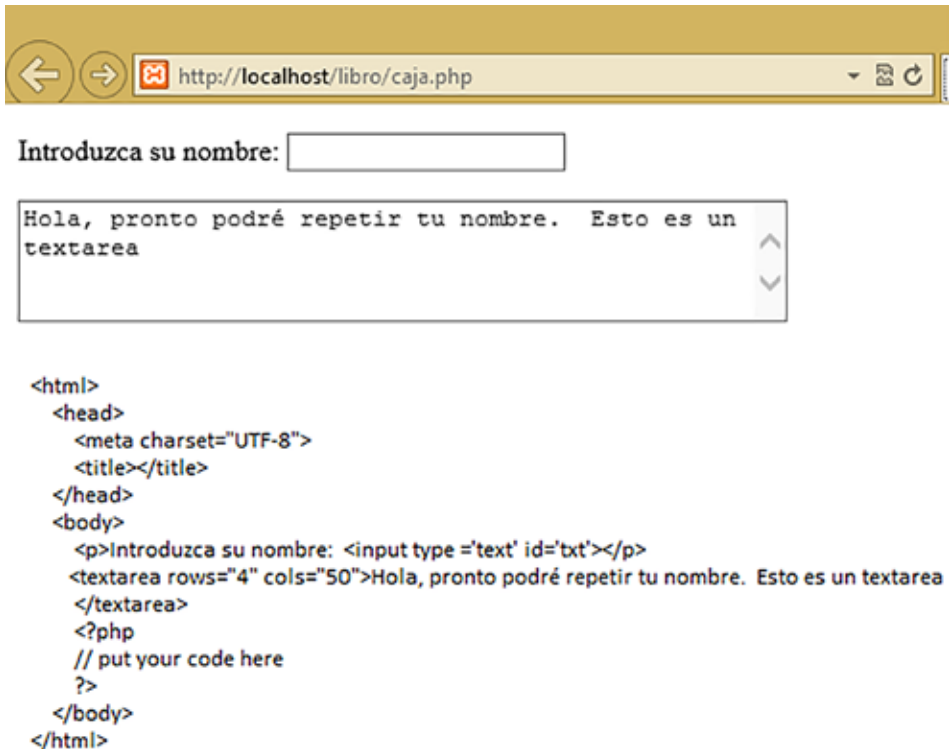 http://localhost/libro/caja.php
Introduzca su nombre:
Hola, pronto podré repetir tu nombre.  Esto es un
textarea
<html>
<head>
<meta charset="UTF-8">
<title></title>
</head>
<body>
<p>Introduzca su nombre:  <input type ='text' id='txt'></p>
<textarea rows="4" cols="50">Hola, pronto podré repetir tu nombre.  Esto es un textarea
</textarea>
<?php
// put your code here
?>
</body>
</html>